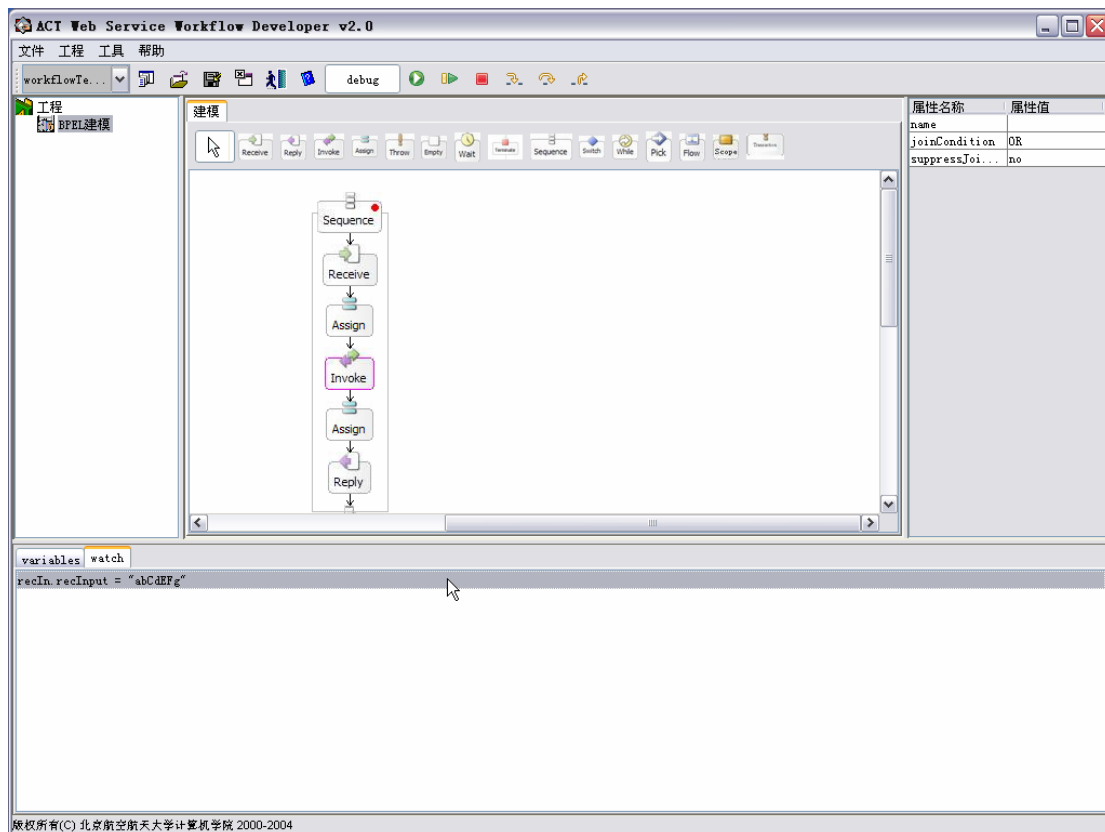 ACT Web Service Workflow Developer v2.0
文件 工程 工具 帮助
workflowTe... debug
工程
BPEL建模
建模
Receive Reply Invoke Assign Throw Empty Wait Terminate Sequence Switch While Pick Flow Scope
属性名称 属性值
name
joinCondition OR
suppressJoi... no
Sequence
Receive
Assign
Invoke
Assign
Reply
variables watch
recIn.recInput = "abCdEFg"
版权所有(C) 北京航空航天大学计算机学院 2000-2004